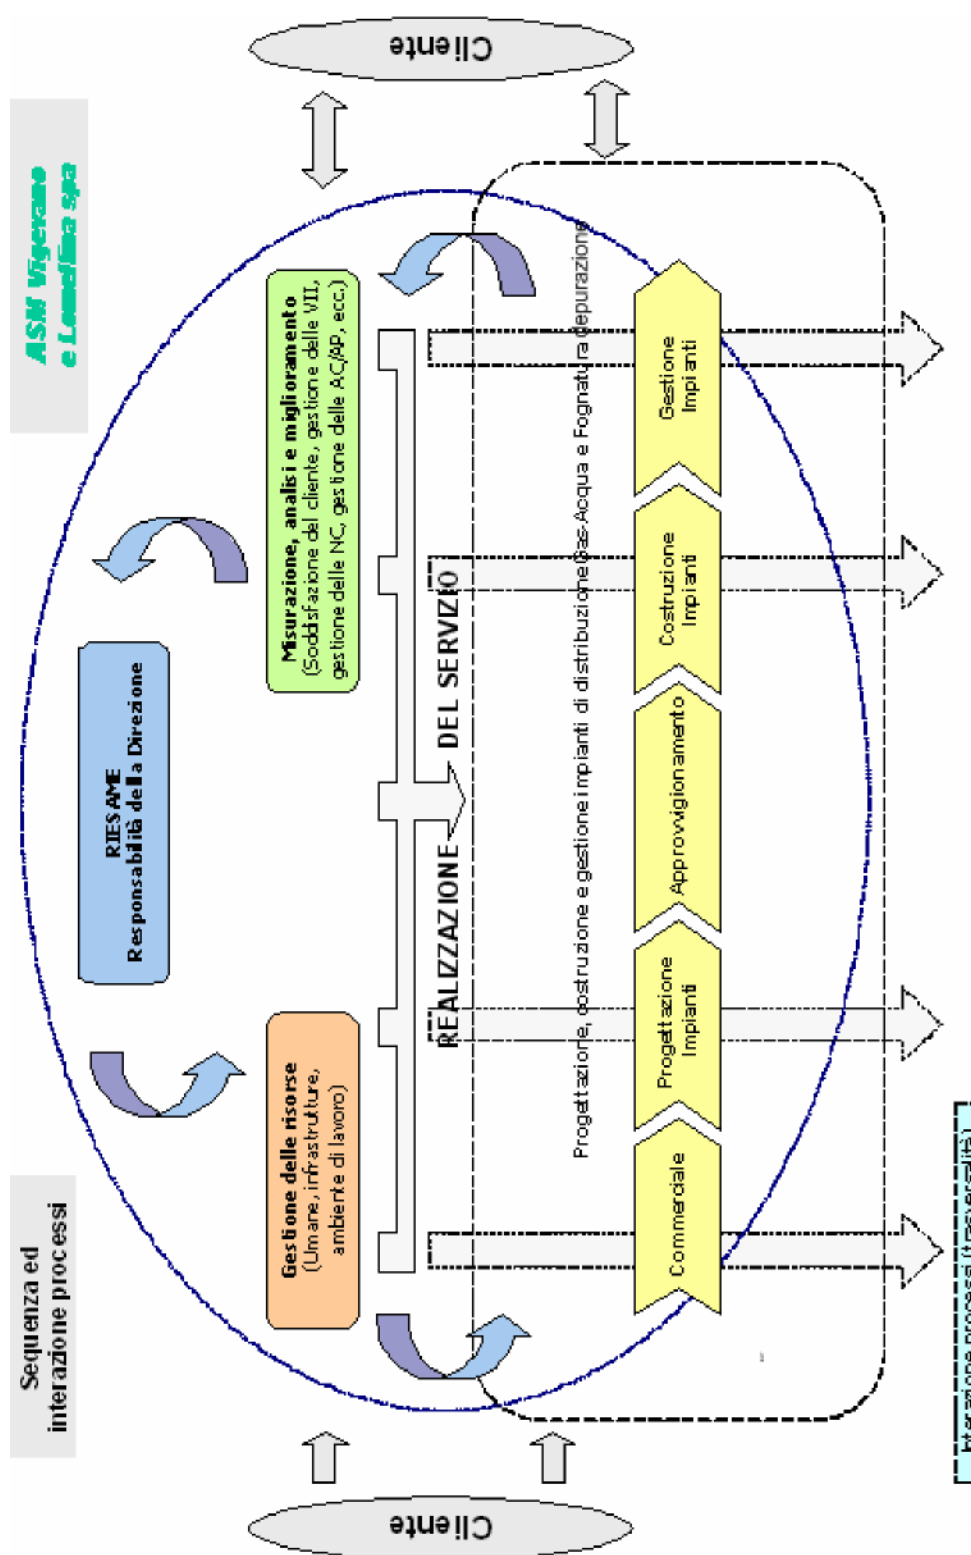 Sequenza ed
interazione processi
ASM Vigevano
e Lomellina spa
RIESAME
Responsabilità della Direzione
Gestione delle risorse
(Umane, infrastrutture,
ambiente di lavoro)
Misurazione, analisi e miglioramento
(Soddisfazione del cliente, gestione delle VII,
gestione delle NC, gestione delle AC/AP, ecc.)
Cliente
Cliente
REALIZZAZIONE DEL SERVIZIO
Progettazione, costruzione e gestione impianti di distribuzione Gas Acqua e Fognatura depurazione
Commerciale
Progettazione
Impianti
Approvvigionamento
Costruzione
Impianti
Gestione
Impianti
Interazione processi (trasversalità)